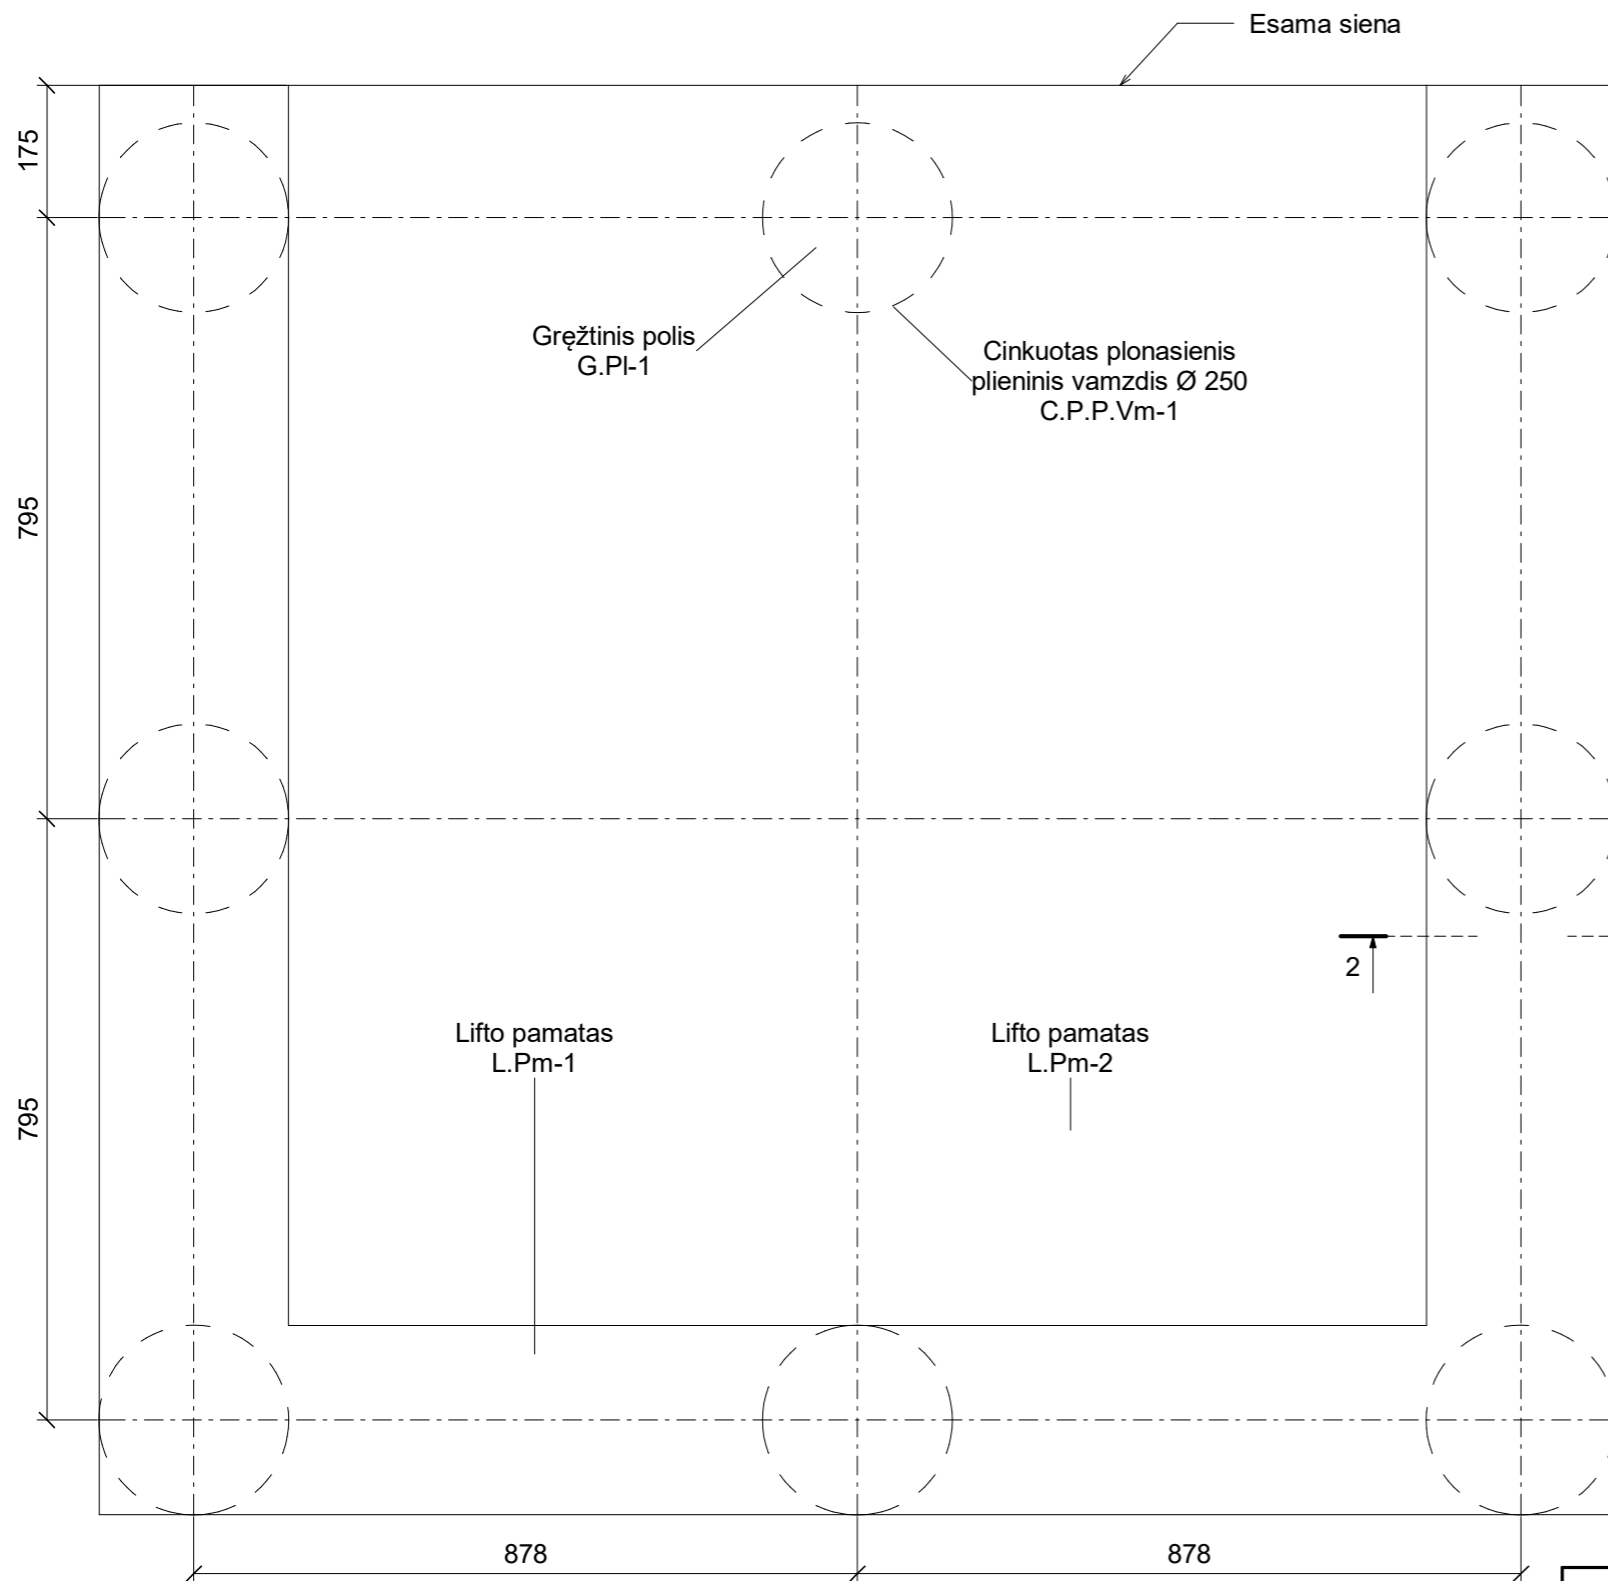 Esama siena
175
Gręžtinis polis
G.Pl-1
Cinkuotas plonasienis
plieninis vamzdis Ø 250
C.P.P.Vm-1
795
2
Lifto pamatas
L.Pm-1
Lifto pamatas
L.Pm-2
795
878
878